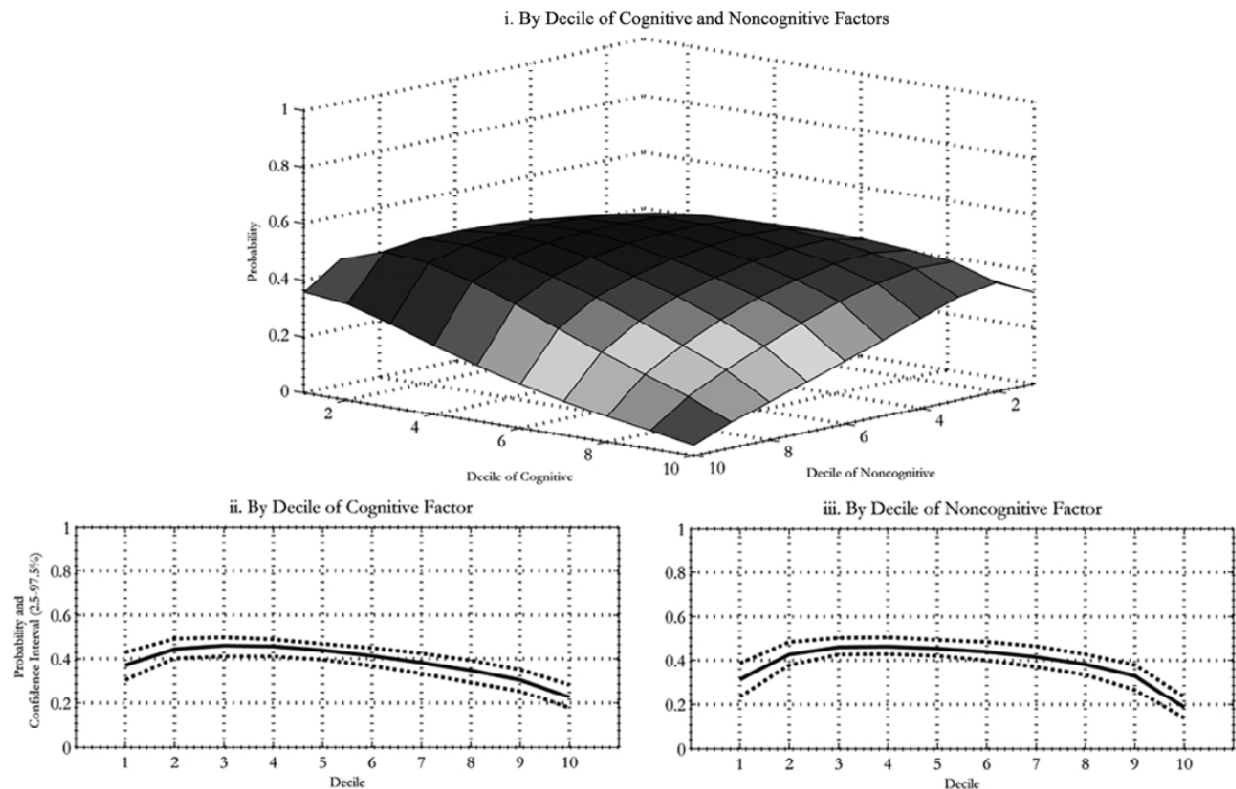 i. By Decile of Cognitive and Noncognitive Factors
1
0.8
0.6
0.4
0.2
0
Probability
2
4
6
8
10
10
8
6
4
2
Decile of Cognitive
Decile of Noncognitive
ii. By Decile of Cognitive Factor
Probability and
Confidence Interval (2.5-97.5%)
1
0.8
0.6
0.4
0.2
0
1 2 3 4 5 6 7 8 9 10
Decile
iii. By Decile of Noncognitive Factor
1
0.8
0.6
0.4
0.2
0
1 2 3 4 5 6 7 8 9 10
Decile